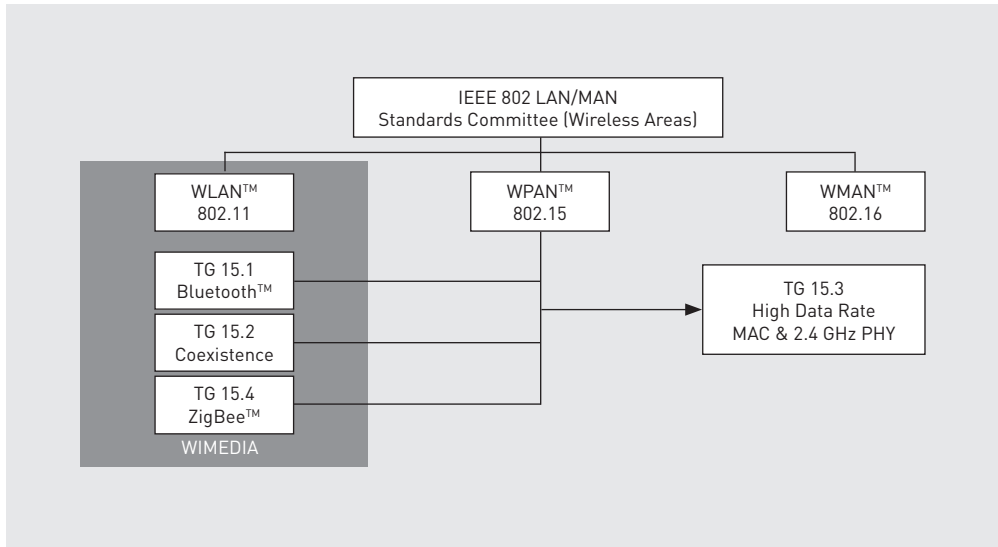 IEEE 802 LAN/MAN
Standards Committee (Wireless Areas)
WLAN™
802.11
WPAN™
802.15
WMAN™
802.16
TG 15.1
Bluetooth™
TG 15.2
Coexistence
TG 15.4
ZigBee™
WIMEDIA
TG 15.3
High Data Rate
MAC & 2.4 GHz PHY